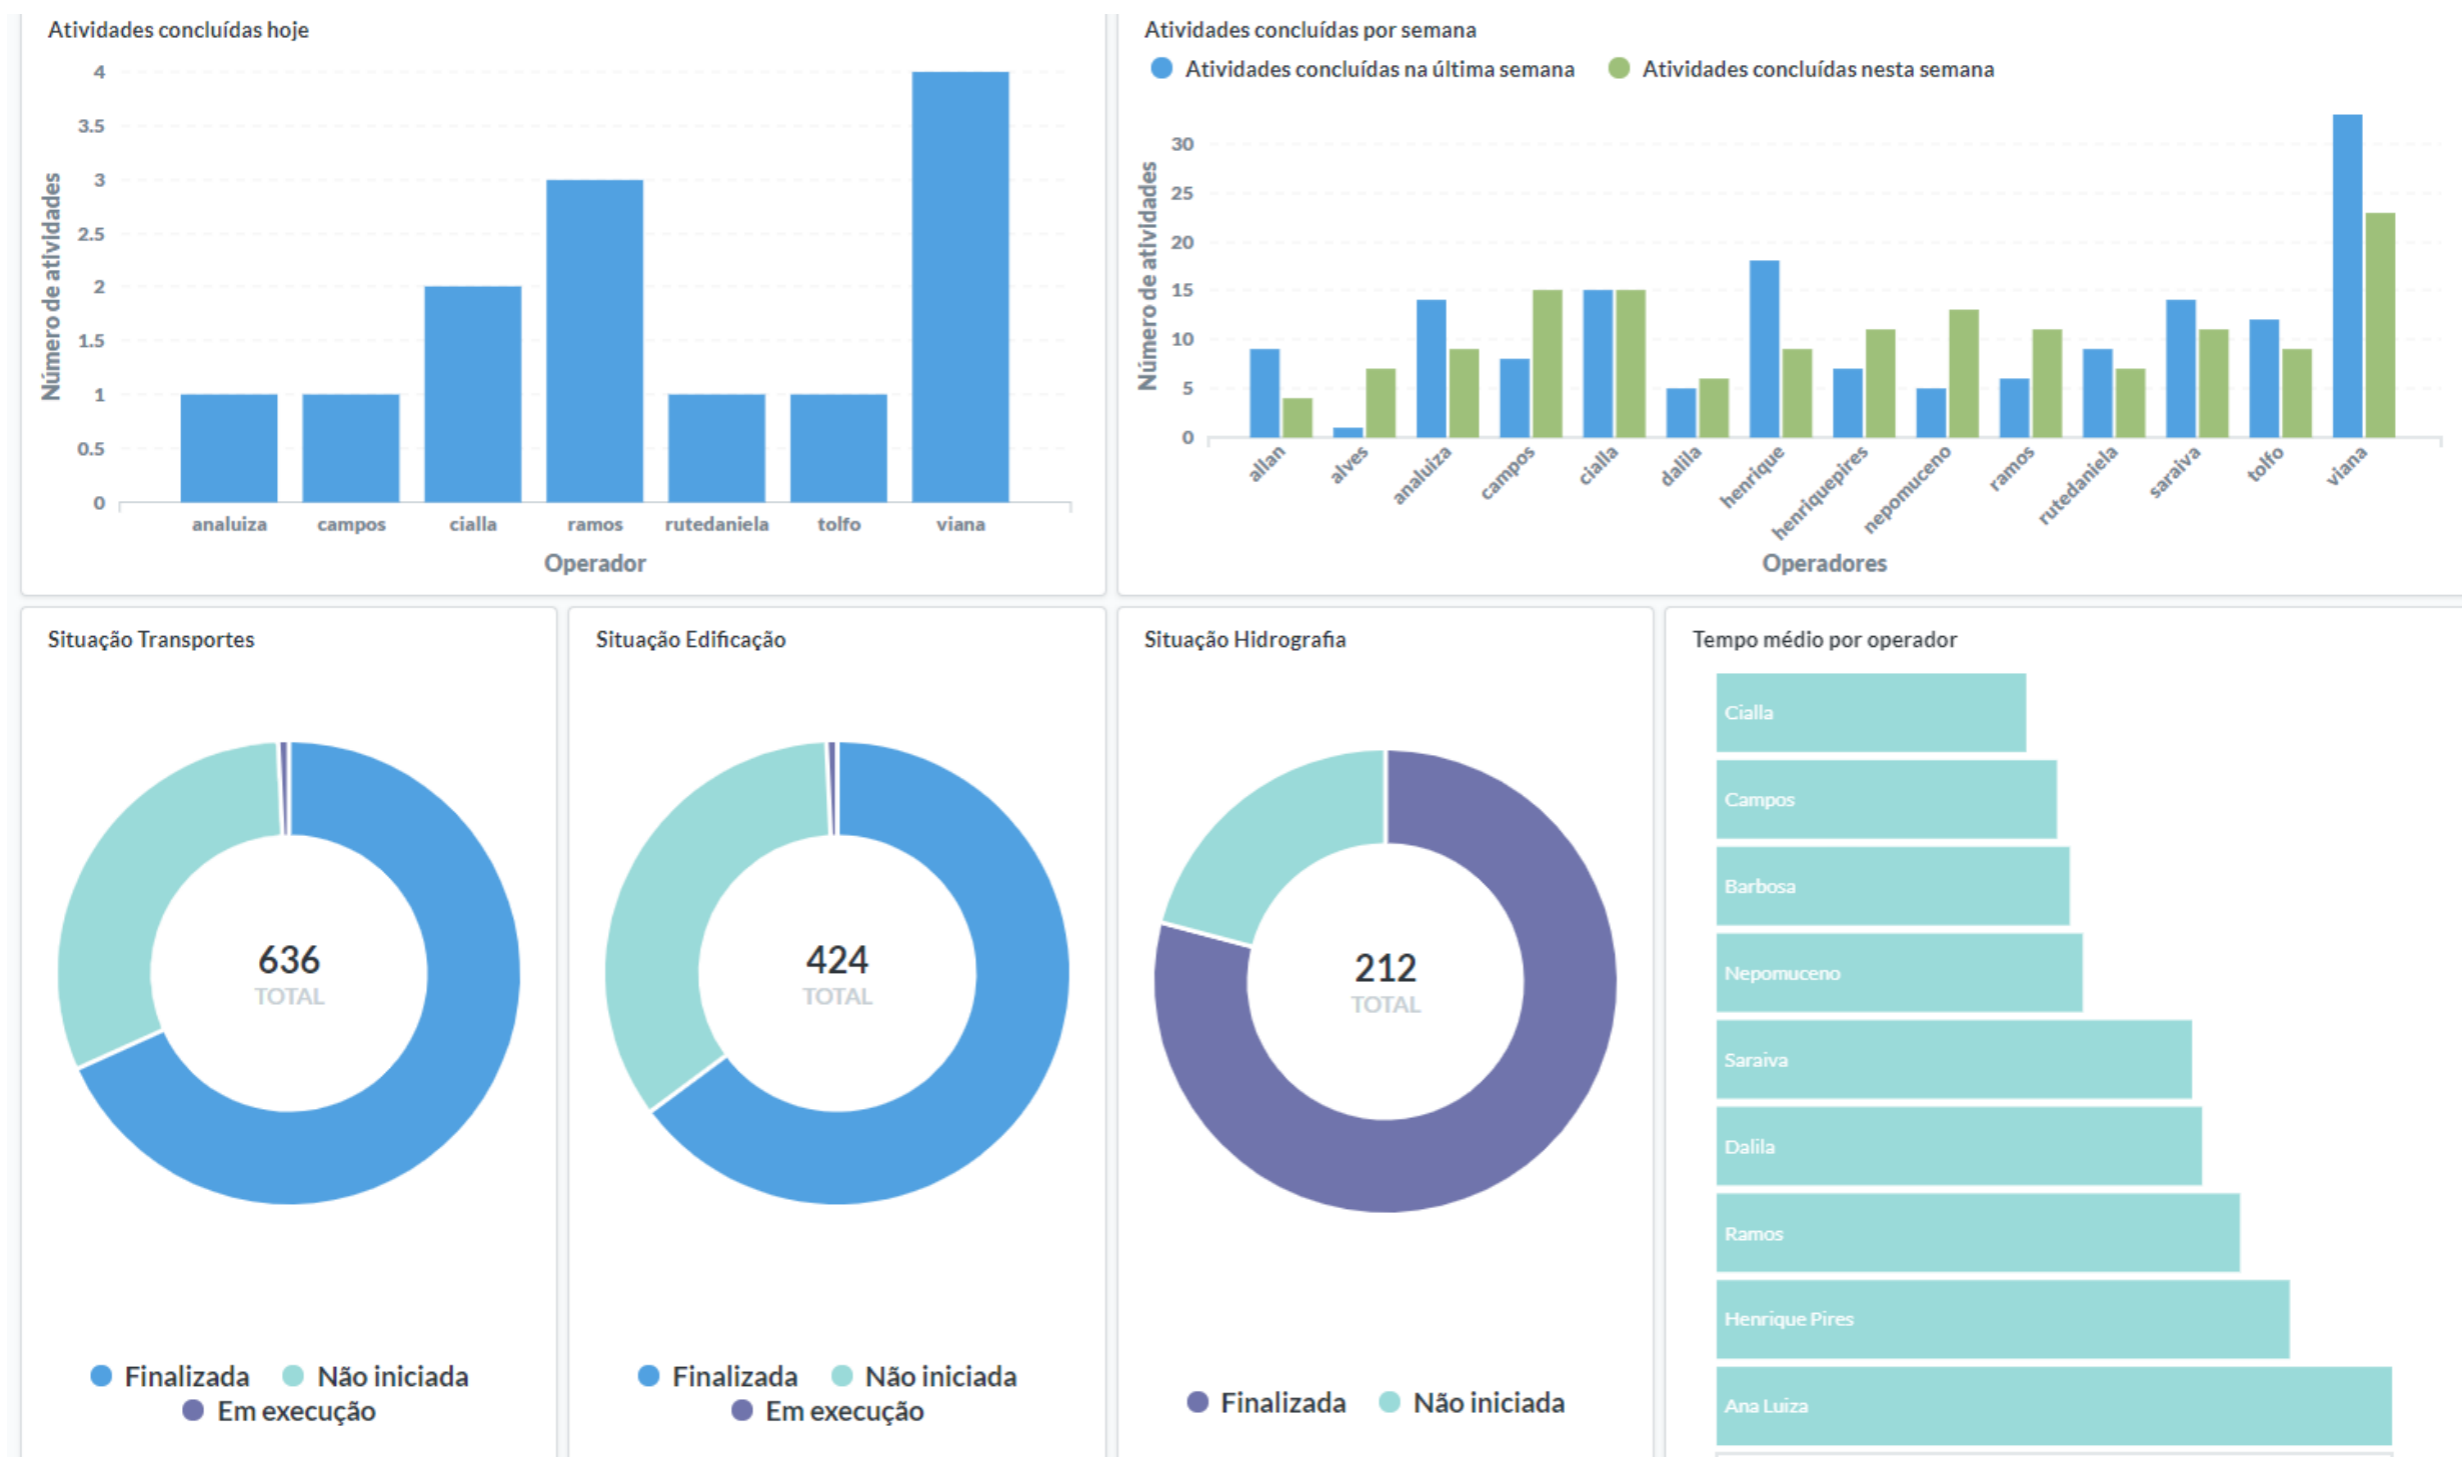 Atividades concluídas hoje
Número de atividades
4
3.5
3
2.5
2
1.5
1
0.5
0
analuiza campos cialla ramos rutedaniela tolfo viana
Operador
Atividades concluídas por semana
Atividades concluídas na última semana Atividades concluídas nesta semana
Número de atividades
30
25
20
15
10
5
0
allan alves analuiza campos cialla dalila henrique henriquepires nepomuceno ramos rutedaniela saraiva tolfo viana
Operadores
Situação Transportes
636
TOTAL
Finalizada Não iniciada
Em execução
Situação Edificação
424
TOTAL
Finalizada Não iniciada
Em execução
Situação Hidrografia
212
TOTAL
Finalizada Não iniciada
Tempo médio por operador
Cialla
Campos
Barbosa
Nepomuceno
Saraiva
Dalila
Ramos
Henrique Pires
Ana Luiza